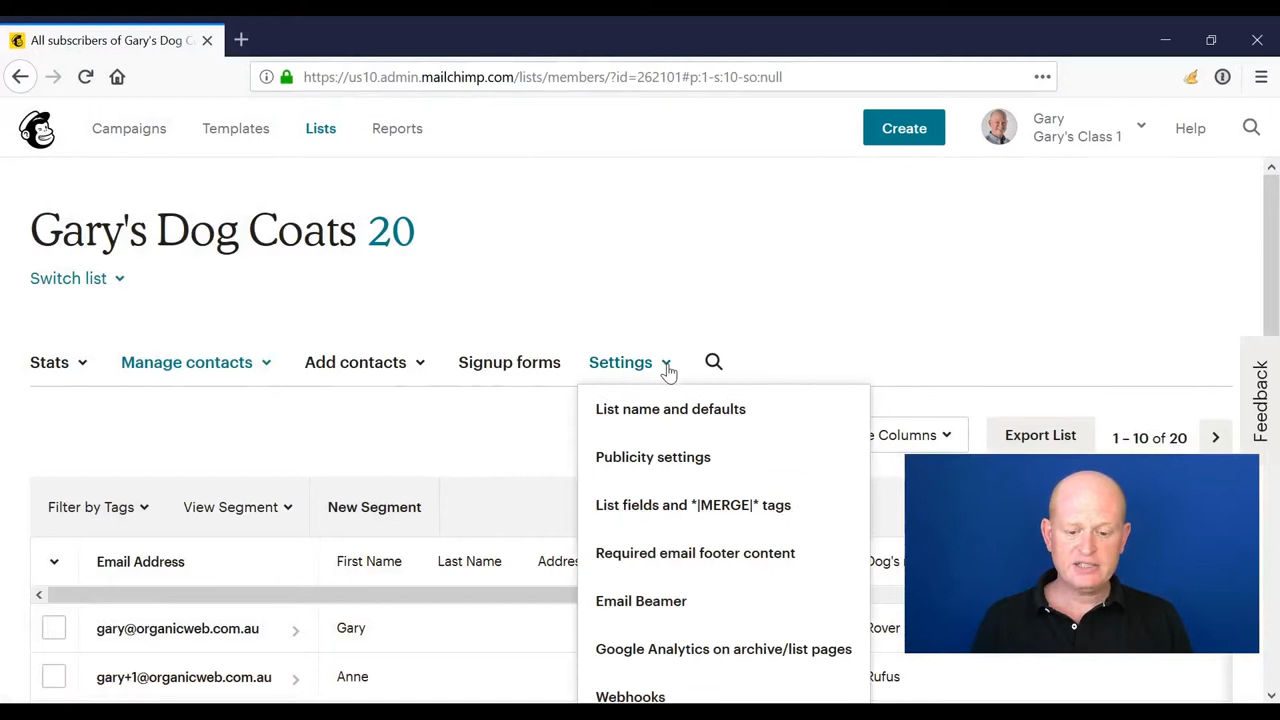 All subscribers of Gary's Dog C
https://us10.admin.mailchimp.com/lists/members/?id=262101#p:1-s:10-so:null
Campaigns Templates Lists Reports Create Gary Help
Gary's Class 1
Gary's Dog Coats 20
Switch list
Stats Manage contacts Add contacts Signup forms Settings
List name and defaults
e Columns Export List 1 – 10 of 20
Publicity settings
Filter by Tags View Segment New Segment List fields and *|MERGE|* tags
Required email footer content
Email Address First Name Last Name Addres Dog's
Email Beamer
gary@organicweb.com.au Gary Rover
Google Analytics on archive/list pages
gary+1@organicweb.com.au Anne Rufus
Webhooks
Feedback